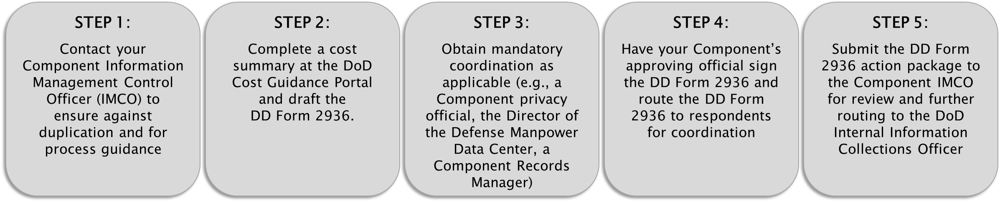 STEP 1:
Contact your
Component Information
Management Control
Officer (IMCO) to
ensure against
duplication and for
process guidance
STEP 2:
Complete a cost
summary at the DoD
Cost Guidance Portal
and draft the
DD Form 2936.
STEP 3:
Obtain mandatory
coordination as
applicable (e.g., a
Component privacy
official, the Director of
the Defense Manpower
Data Center, a
Component Records
Manager)
STEP 4:
Have your Component’s
approving official sign
the DD Form 2936 and
route the DD Form
2936 to respondents
for coordination
STEP 5:
Submit the DD Form
2936 action package to
the Component IMCO
for review and further
routing to the DoD
Internal Information
Collections Officer